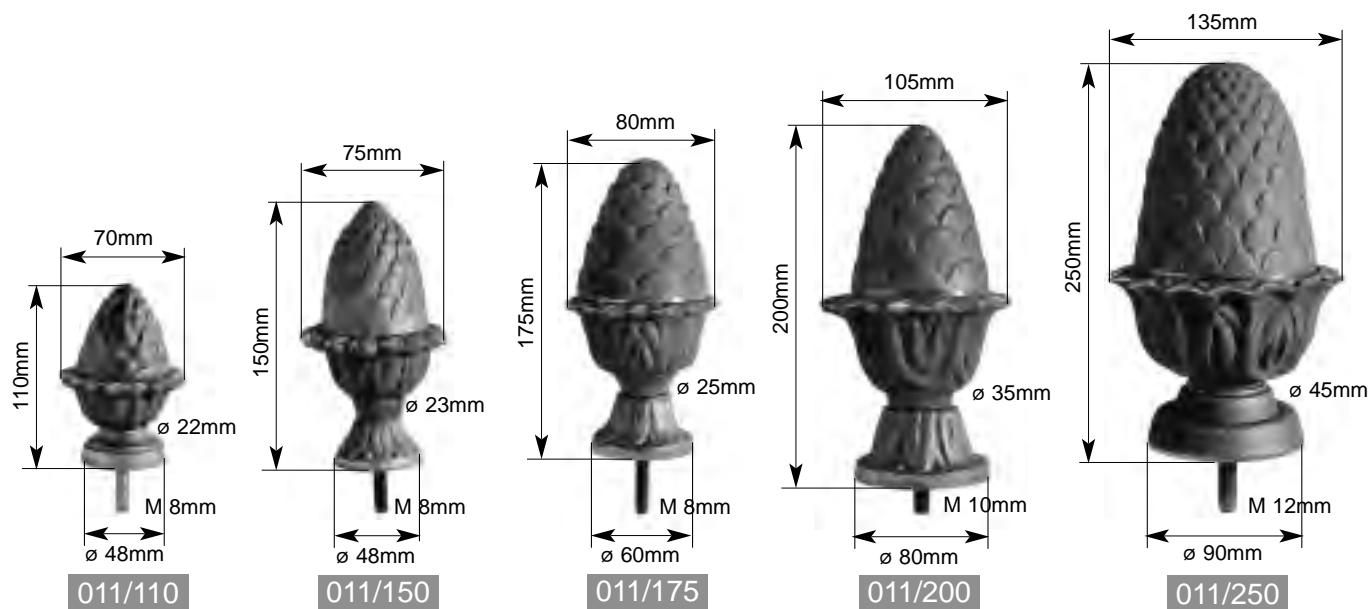 70mm
110mm
ø 22mm
M 8mm
ø 48mm
011/110
75mm
150mm
ø 23mm
M 8mm
ø 48mm
011/150
80mm
175mm
ø 25mm
M 8mm
ø 60mm
011/175
105mm
200mm
ø 35mm
M 10mm
ø 80mm
011/200
135mm
250mm
ø 45mm
M 12mm
ø 90mm
011/250